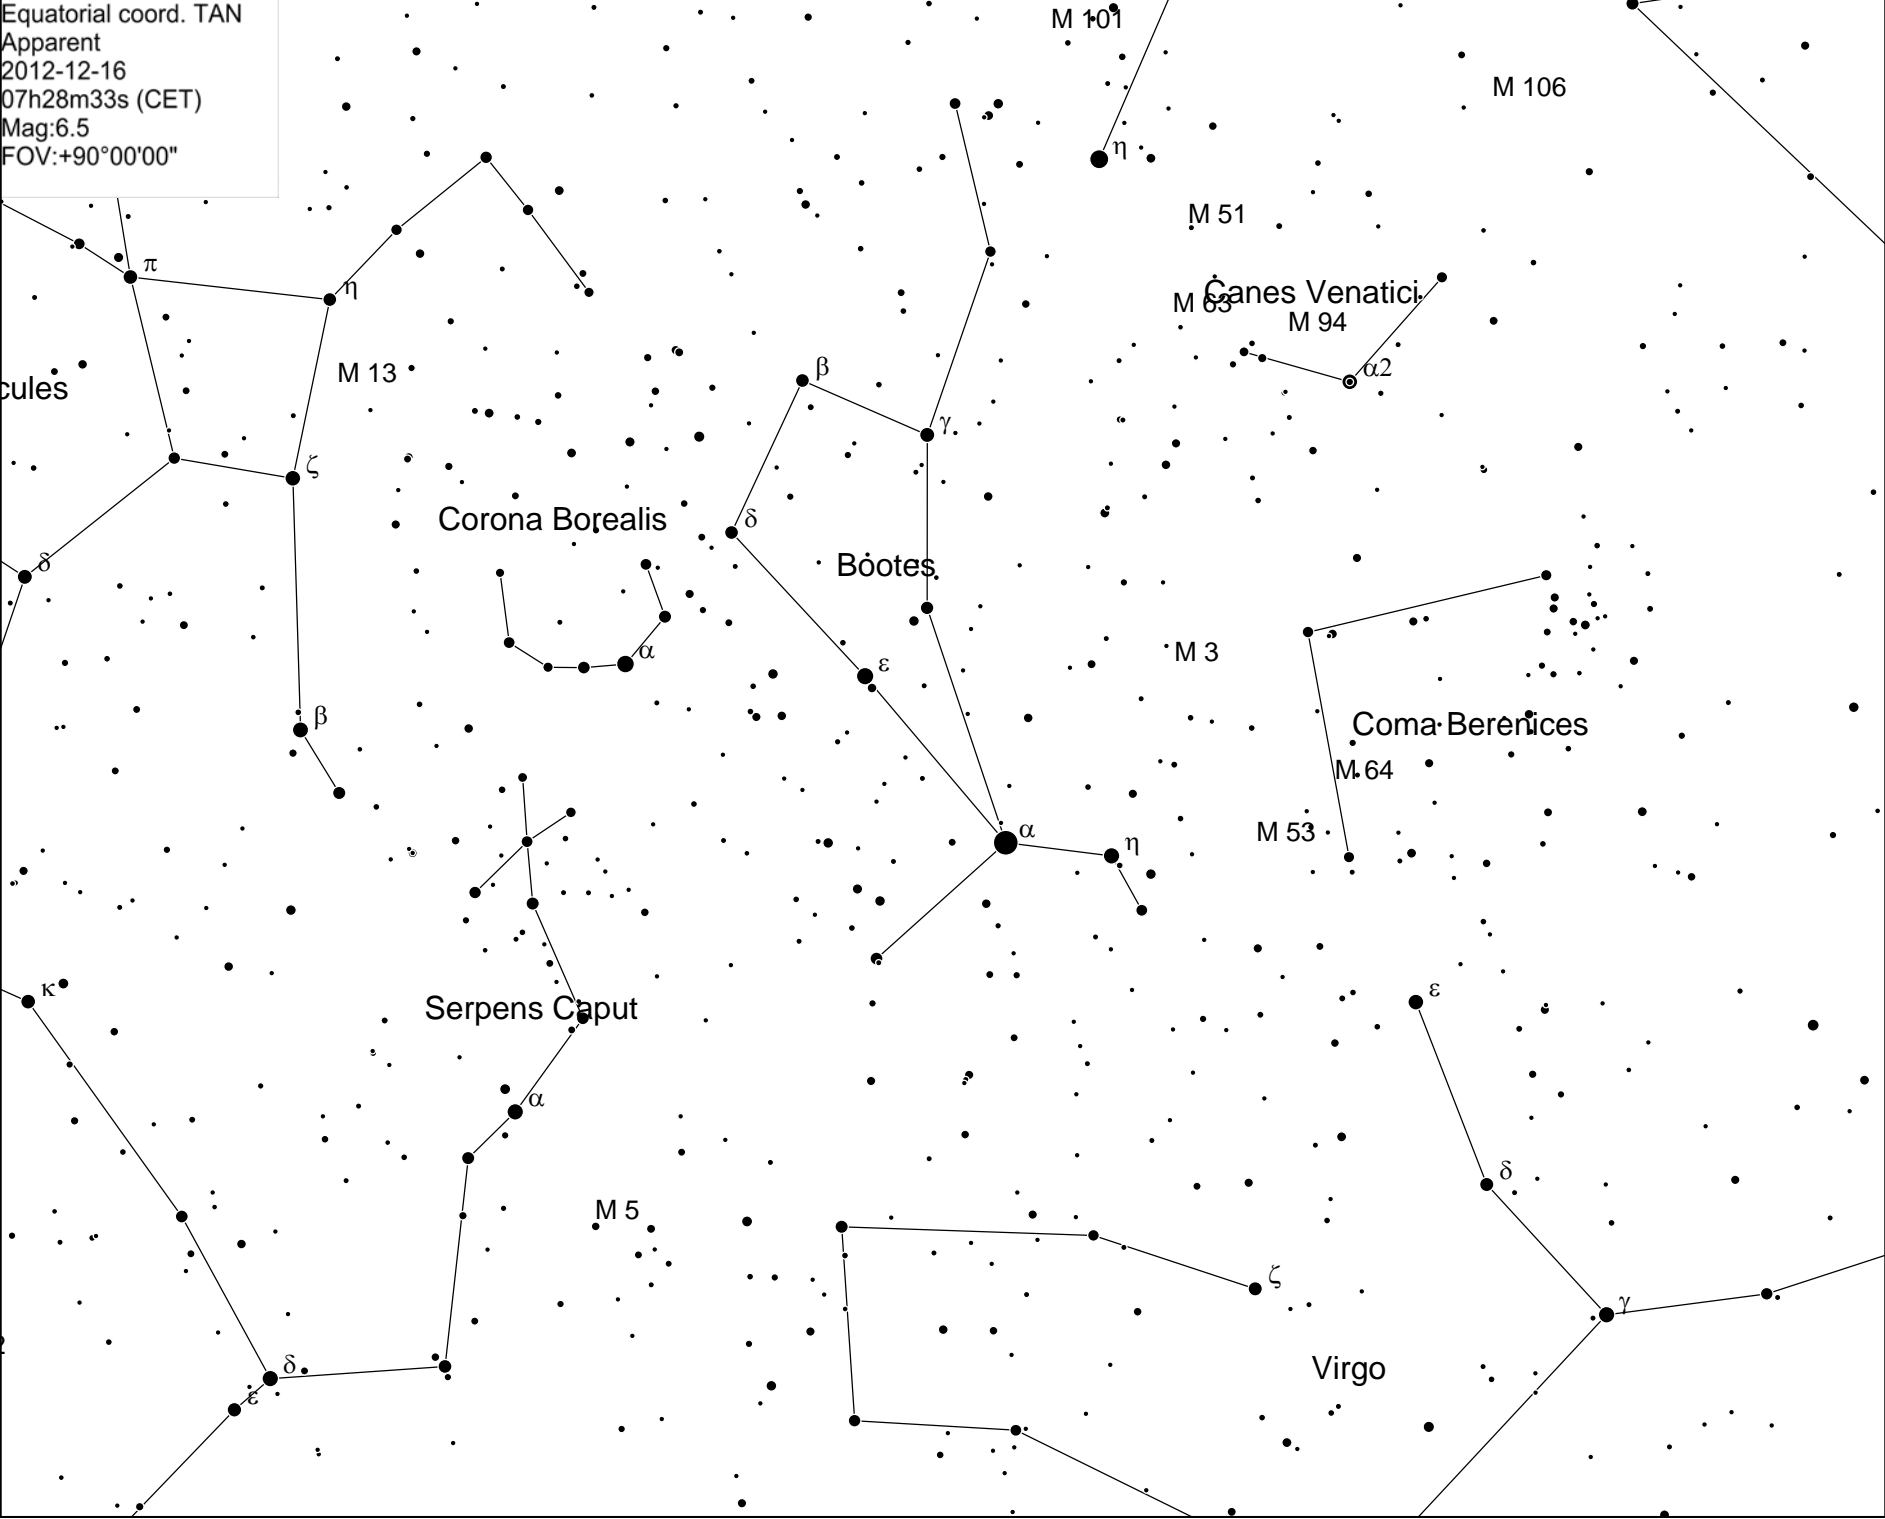 Equatorial coord. TAN
Apparent
2012-12-16
07h28m33s (CET)
Mag:6.5
FOV:+90°00'00"
M 101
M 106
η
M 51
π
η
Canes Venatici
M 63
M 94
α2
M 13
β
cules
γ
ζ
Corona Borealis
δ
Bootes
δ
α
ε
M 3
β
Coma Berenices
M 64
M 53
α
η
κ
Serpens Caput
ε
α
δ
M 5
ζ
γ
δ
Virgo
ε